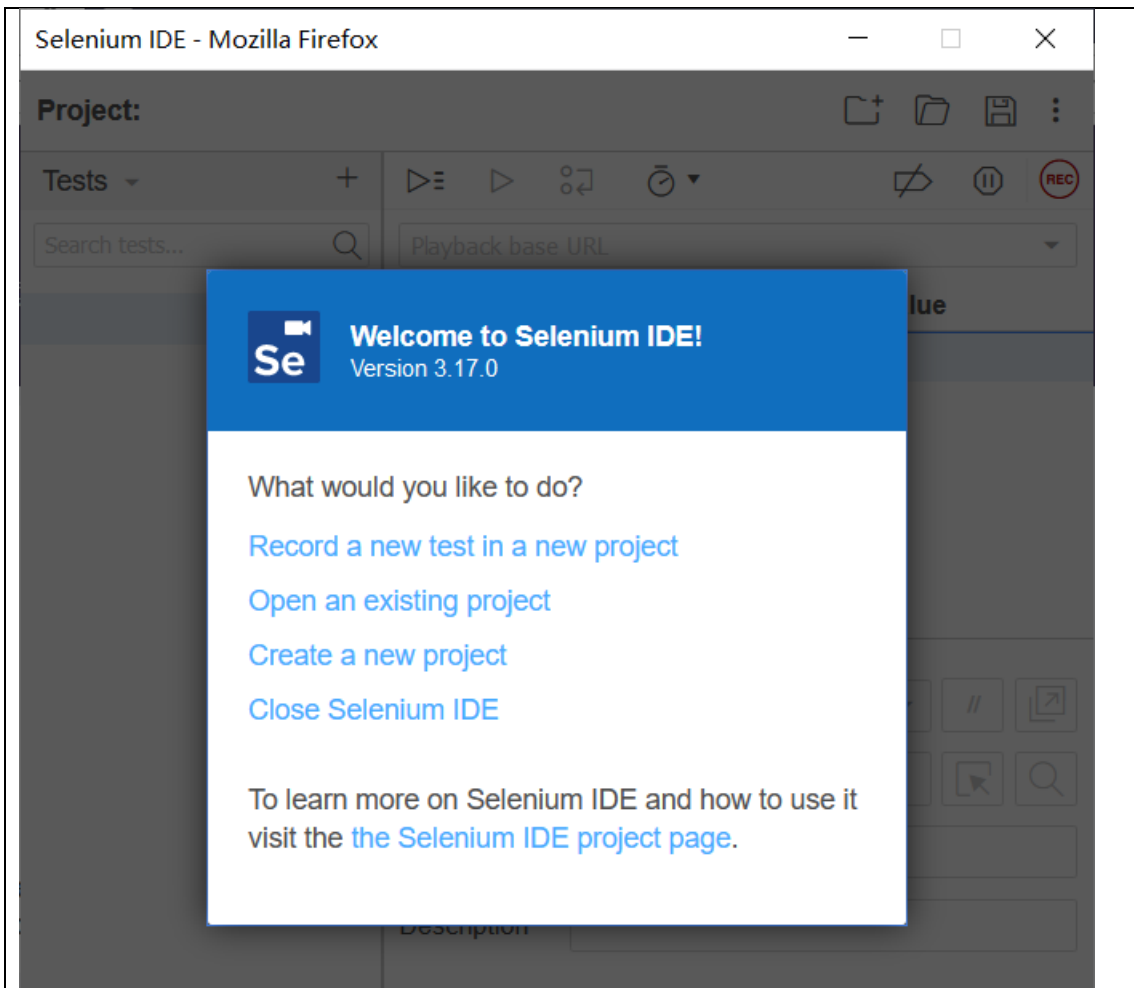 Selenium IDE - Mozilla Firefox
Project:
Tests
REC
Search tests...
Playback base URL
lue
Se
Welcome to Selenium IDE!
Version 3.17.0
What would you like to do?
Record a new test in a new project
Open an existing project
Create a new project
Close Selenium IDE
//
To learn more on Selenium IDE and how to use it
visit the the Selenium IDE project page.
Description